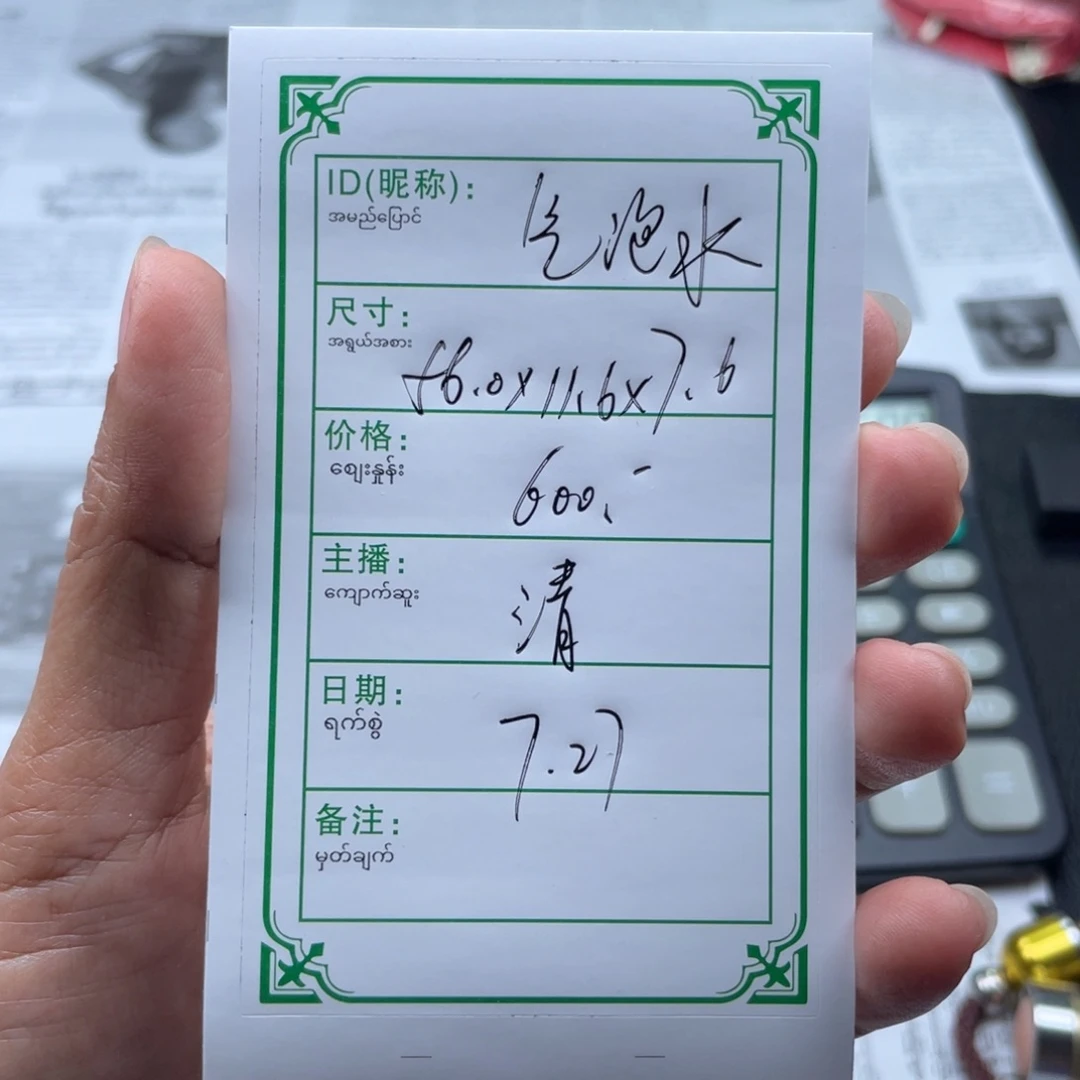 ID(昵称): 气泡水
အမည်ပြောင်
尺寸: 56.0x11.6x7.6
အရွယ်အစား
价格: 600.-
စျေးနှုန်း
主播: 清
ကျောက်ဆူး
日期: 7.27
ရက်စွဲ
备注:
မှတ်ချက်